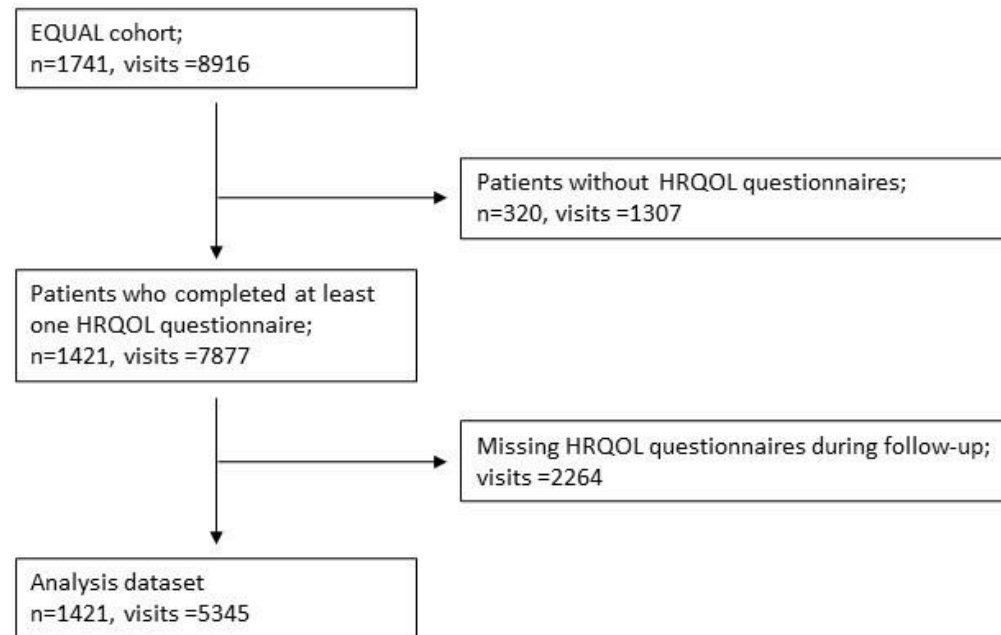 EQUAL cohort;
n=1741, visits =8916
Patients without HRQOL questionnaires;
n=320, visits =1307
Patients who completed at least
one HRQOL questionnaire;
n=1421, visits =7877
Missing HRQOL questionnaires during follow-up;
visits =2264
Analysis dataset
n=1421, visits =5345